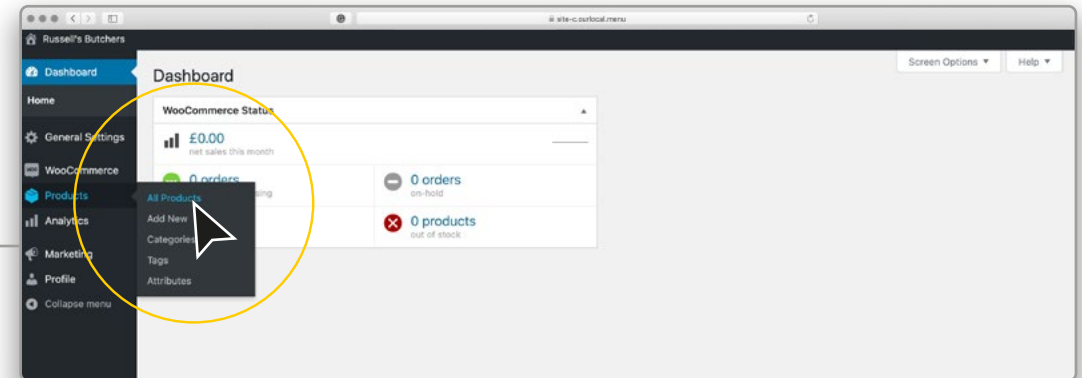 site-c.ourlocal.menu
Russell's Butchers
Screen Options
Help
Dashboard
Home
General Settings
WooCommerce
Products
Analytics
Marketing
Profile
Collapse menu
Dashboard
WooCommerce Status
£0.00
net sales this month
0 orders
0 orders
on-hold
0 products
out of stock
All Products
Add New
Categories
Tags
Attributes